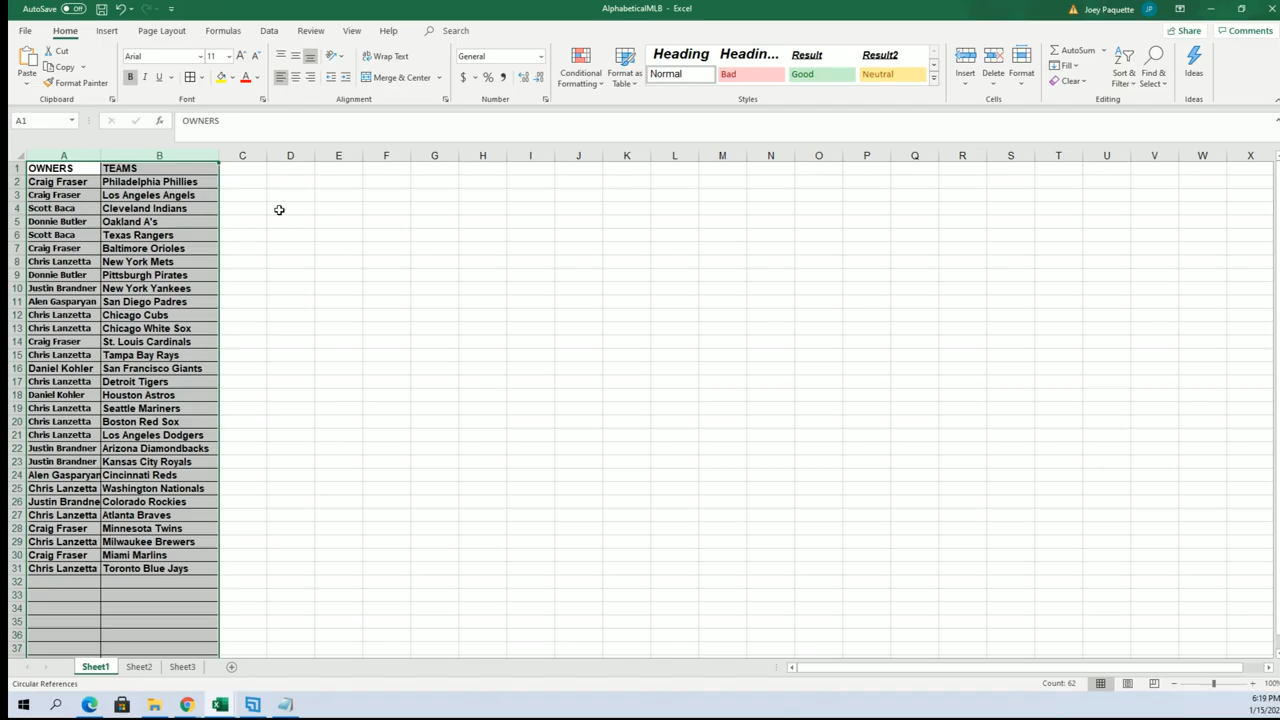 AutoSave Off AlphabeticalMLB - Excel Joey Paquette JP
File Home Insert Page Layout Formulas Data Review View Help Search Share Comments
Paste Cut Copy Format Painter
Arial 11 A A
B I U A
Wrap Text
Merge & Center
General
$ % ,
Conditional Formatting Format as Table
Heading Headin... Result Result2
Normal Bad Good Neutral
Insert Delete Format
AutoSum
Fill
Clear
Sort & Filter Find & Select Ideas
Clipboard Font Alignment Number Styles Cells Editing Ideas
A1 fx OWNERS
A B C D E F G H I J K L M N O P Q R S T U V W X
1 OWNERS TEAMS
2 Craig Fraser Philadelphia Phillies
3 Craig Fraser Los Angeles Angels
4 Scott Baca Cleveland Indians
5 Donnie Butler Oakland A's
6 Scott Baca Texas Rangers
7 Craig Fraser Baltimore Orioles
8 Chris Lanzetta New York Mets
9 Donnie Butler Pittsburgh Pirates
10 Justin Brandner New York Yankees
11 Alen Gasparyan San Diego Padres
12 Chris Lanzetta Chicago Cubs
13 Chris Lanzetta Chicago White Sox
14 Craig Fraser St. Louis Cardinals
15 Chris Lanzetta Tampa Bay Rays
16 Daniel Kohler San Francisco Giants
17 Chris Lanzetta Detroit Tigers
18 Daniel Kohler Houston Astros
19 Chris Lanzetta Seattle Mariners
20 Chris Lanzetta Boston Red Sox
21 Chris Lanzetta Los Angeles Dodgers
22 Justin Brandner Arizona Diamondbacks
23 Justin Brandner Kansas City Royals
24 Alen Gasparyan Cincinnati Reds
25 Chris Lanzetta Washington Nationals
26 Justin Brandne Colorado Rockies
27 Chris Lanzetta Atlanta Braves
28 Craig Fraser Minnesota Twins
29 Chris Lanzetta Milwaukee Brewers
30 Craig Fraser Miami Marlins
31 Chris Lanzetta Toronto Blue Jays
32
33
34
35
36
37
Sheet1 Sheet2 Sheet3
Circular References Count: 62 100%
6:19 PM
1/15/202